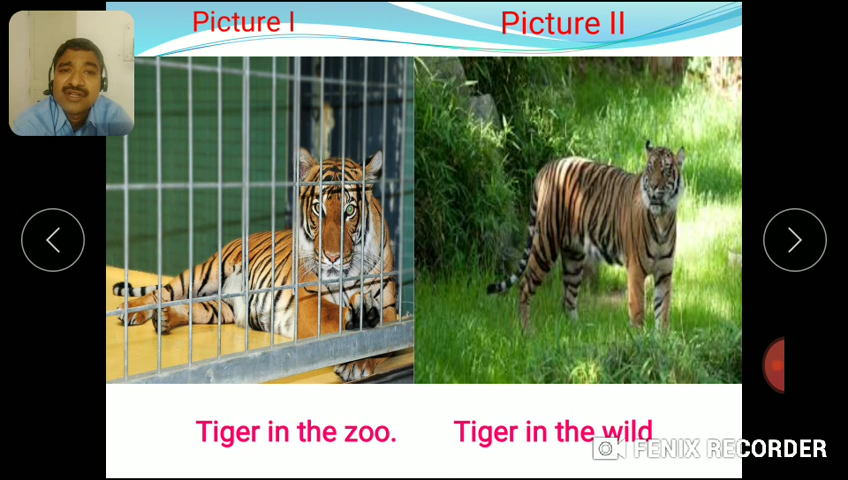 Picture I
Picture II
Tiger in the zoo.
Tiger in the wild
FENIX RECORDER